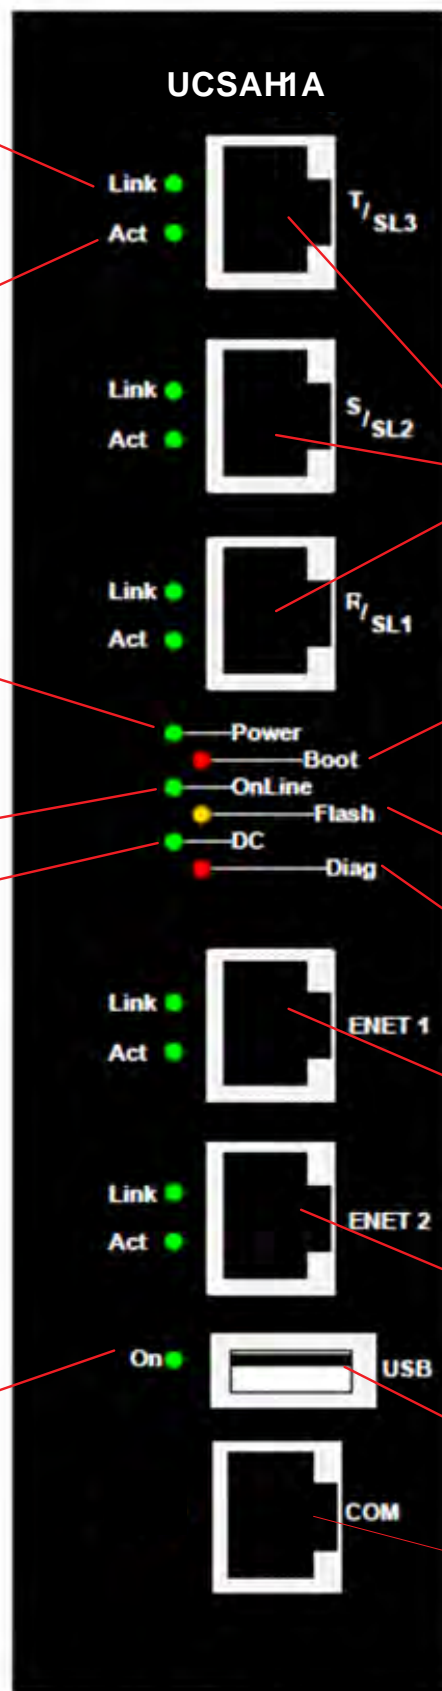 UCSAH1A
Link
T/SL3
Act
Link
S/SL2
Act
Link
R/SL1
Act
Power
Boot
OnLine
Flash
DC
Diag
Link
ENET 1
Act
Link
ENET 2
Act
On
USB
COM